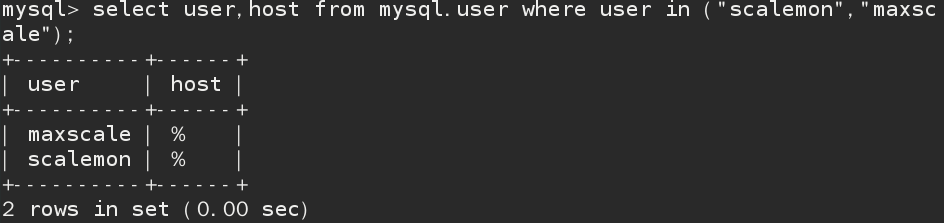 mysql> select user,host from mysql.user where user in ("scalemon","maxsc
ale");
+----------+------+
| user     | host |
+----------+------+
| maxscale | %    |
| scalemon | %    |
+----------+------+
2 rows in set (0.00 sec)